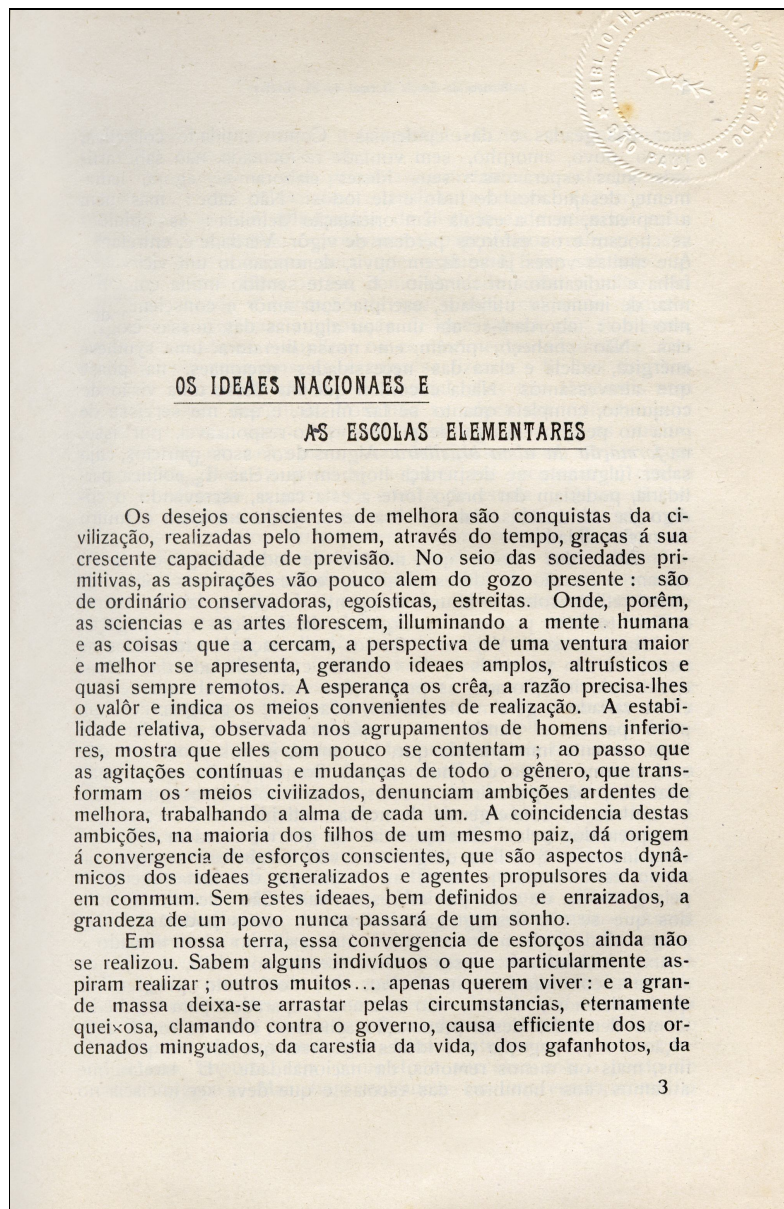 BIBLIOTHE ICA DO ESTADO
SÃO PAULO
OS IDEAES NACIONAES E
AS ESCOLAS ELEMENTARES
Os desejos conscientes de melhora são conquistas da ci-
vilização, realizadas pelo homem, através do tempo, graças á sua
crescente capacidade de previsão. No seio das sociedades pri-
mitivas, as aspirações vão pouco alem do gozo presente : são
de ordinário conservadoras, egoísticas, estreitas. Onde, porêm,
as sciencias e as artes florescem, illuminando a mente humana
e as coisas que a cercam, a perspectiva de uma ventura maior
e melhor se apresenta, gerando ideaes amplos, altruísticos e
quasi sempre remotos. A esperança os crêa, a razão precisa-lhes
o valôr e indica os meios convenientes de realização. A estabi-
lidade relativa, observada nos agrupamentos de homens inferio-
res, mostra que elles com pouco se contentam ; ao passo que
as agitações contínuas e mudanças de todo o gênero, que trans-
formam os meios civilizados, denunciam ambições ardentes de
melhora, trabalhando a alma de cada um. A coincidencia destas
ambições, na maioria dos filhos de um mesmo paiz, dá origem
á convergencia de esforços conscientes, que são aspectos dynâ-
micos dos ideaes generalizados e agentes propulsores da vida
em commum. Sem estes ideaes, bem definidos e enraizados, a
grandeza de um povo nunca passará de um sonho.
Em nossa terra, essa convergencia de esforços ainda não
se realizou. Sabem alguns indivíduos o que particularmente as-
piram realizar ; outros muitos... apenas querem viver : e a gran-
de massa deixa-se arrastar pelas circumstancias, eternamente
queixosa, clamando contra o governo, causa efficiente dos or-
denados minguados, da carestia da vida, dos gafanhotos, da
3